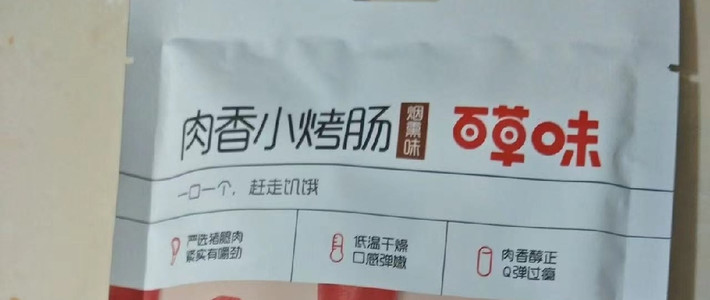 肉香小烤肠 烟熏味 百草味
一口一个，赶走饥饿
严选猪腿肉
紧实有嚼劲
低温干燥
口感弹嫩
肉香醇正
Q弹过瘾